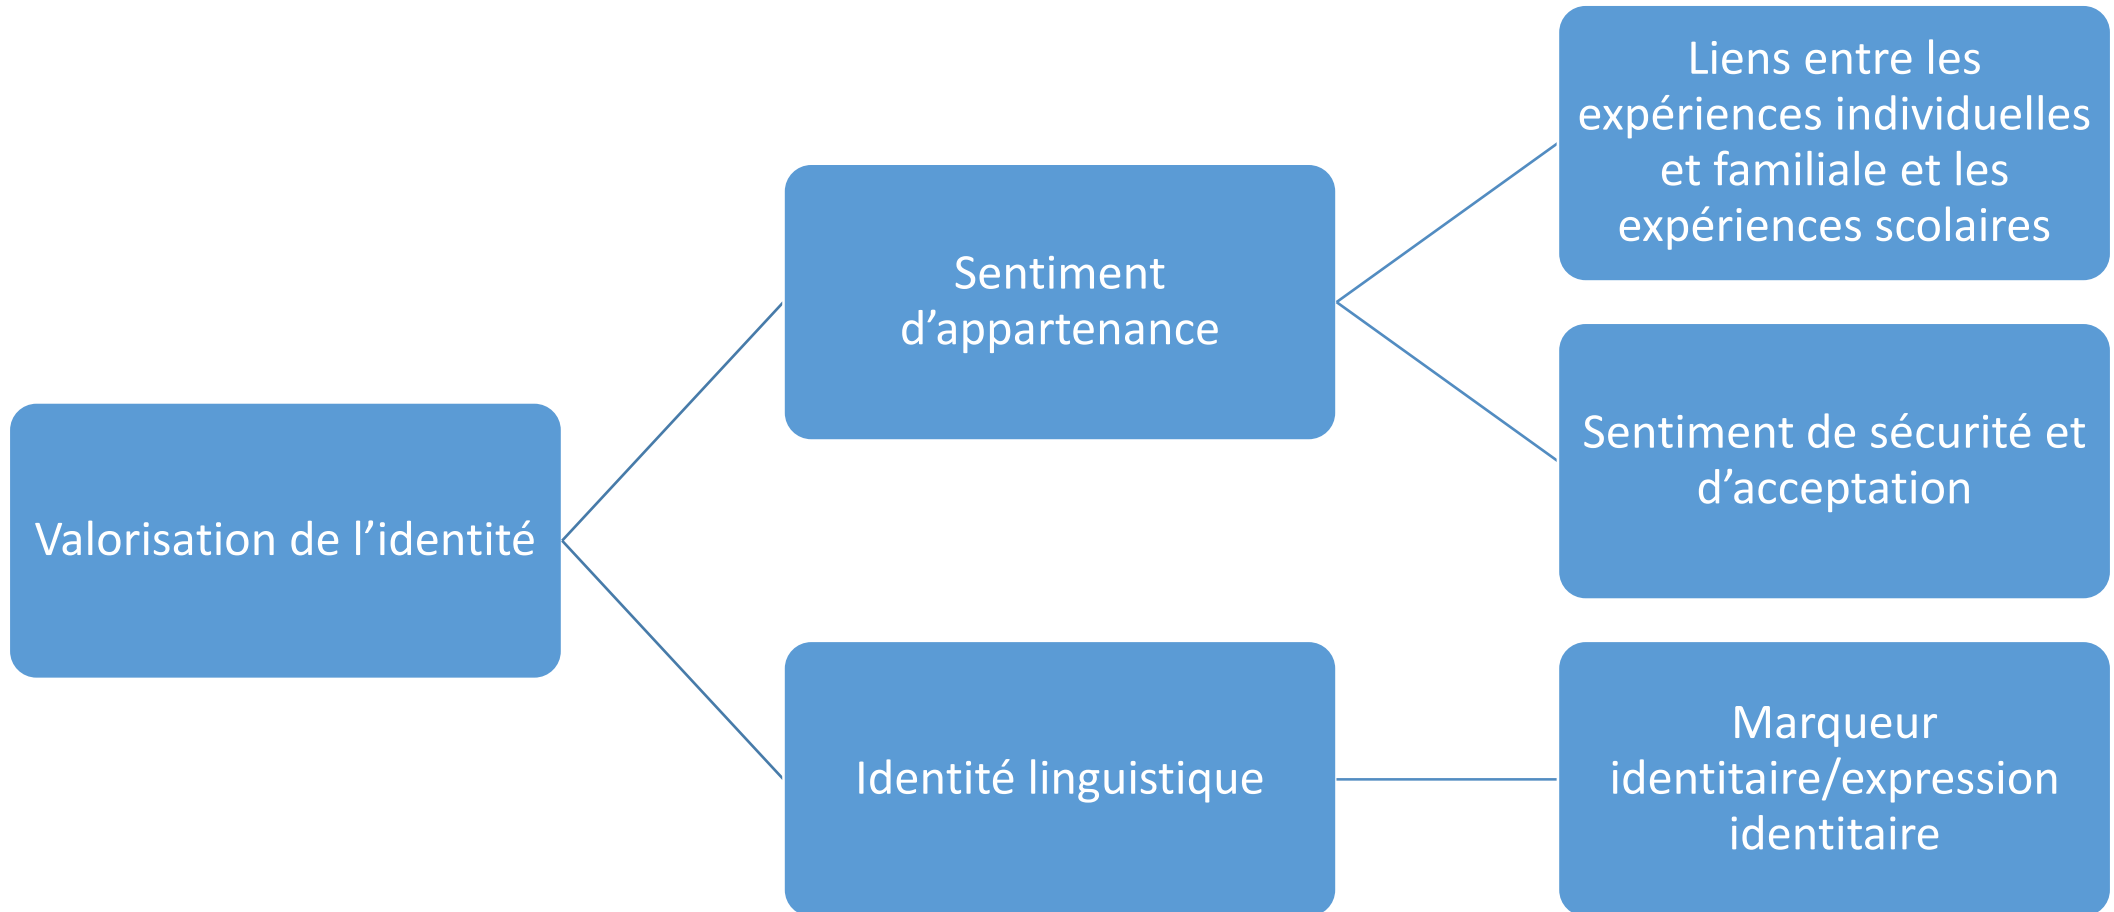 Valorisation de l’identité
Sentiment
d’appartenance
Liens entre les
expériences individuelles
et familiale et les
expériences scolaires
Sentiment de sécurité et
d’acceptation
Identité linguistique
Marqueur
identitaire/expression
identitaire